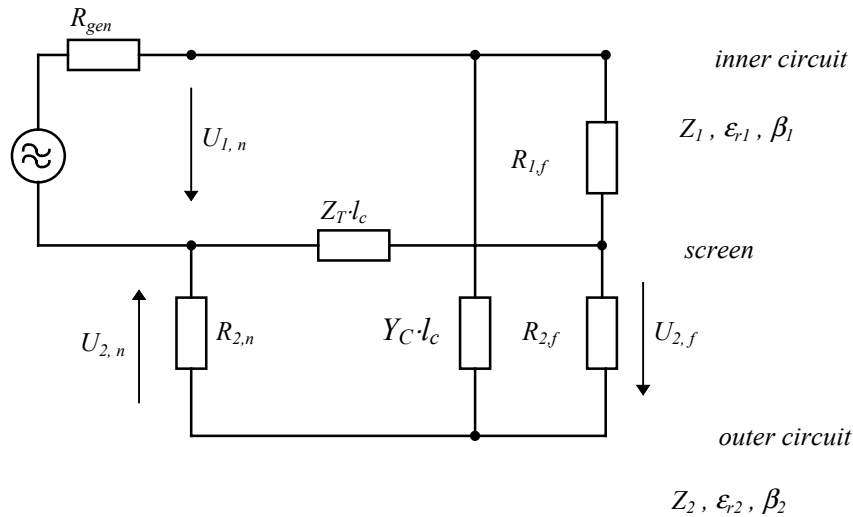 R_gen
inner circuit
U_1, n
Z_1 , ε_r1 , β_1
R_1,f
Z_T·l_c
screen
U_2, n
R_2,n
Y_C·l_c
R_2,f
U_2, f
outer circuit
Z_2 , ε_r2 , β_2